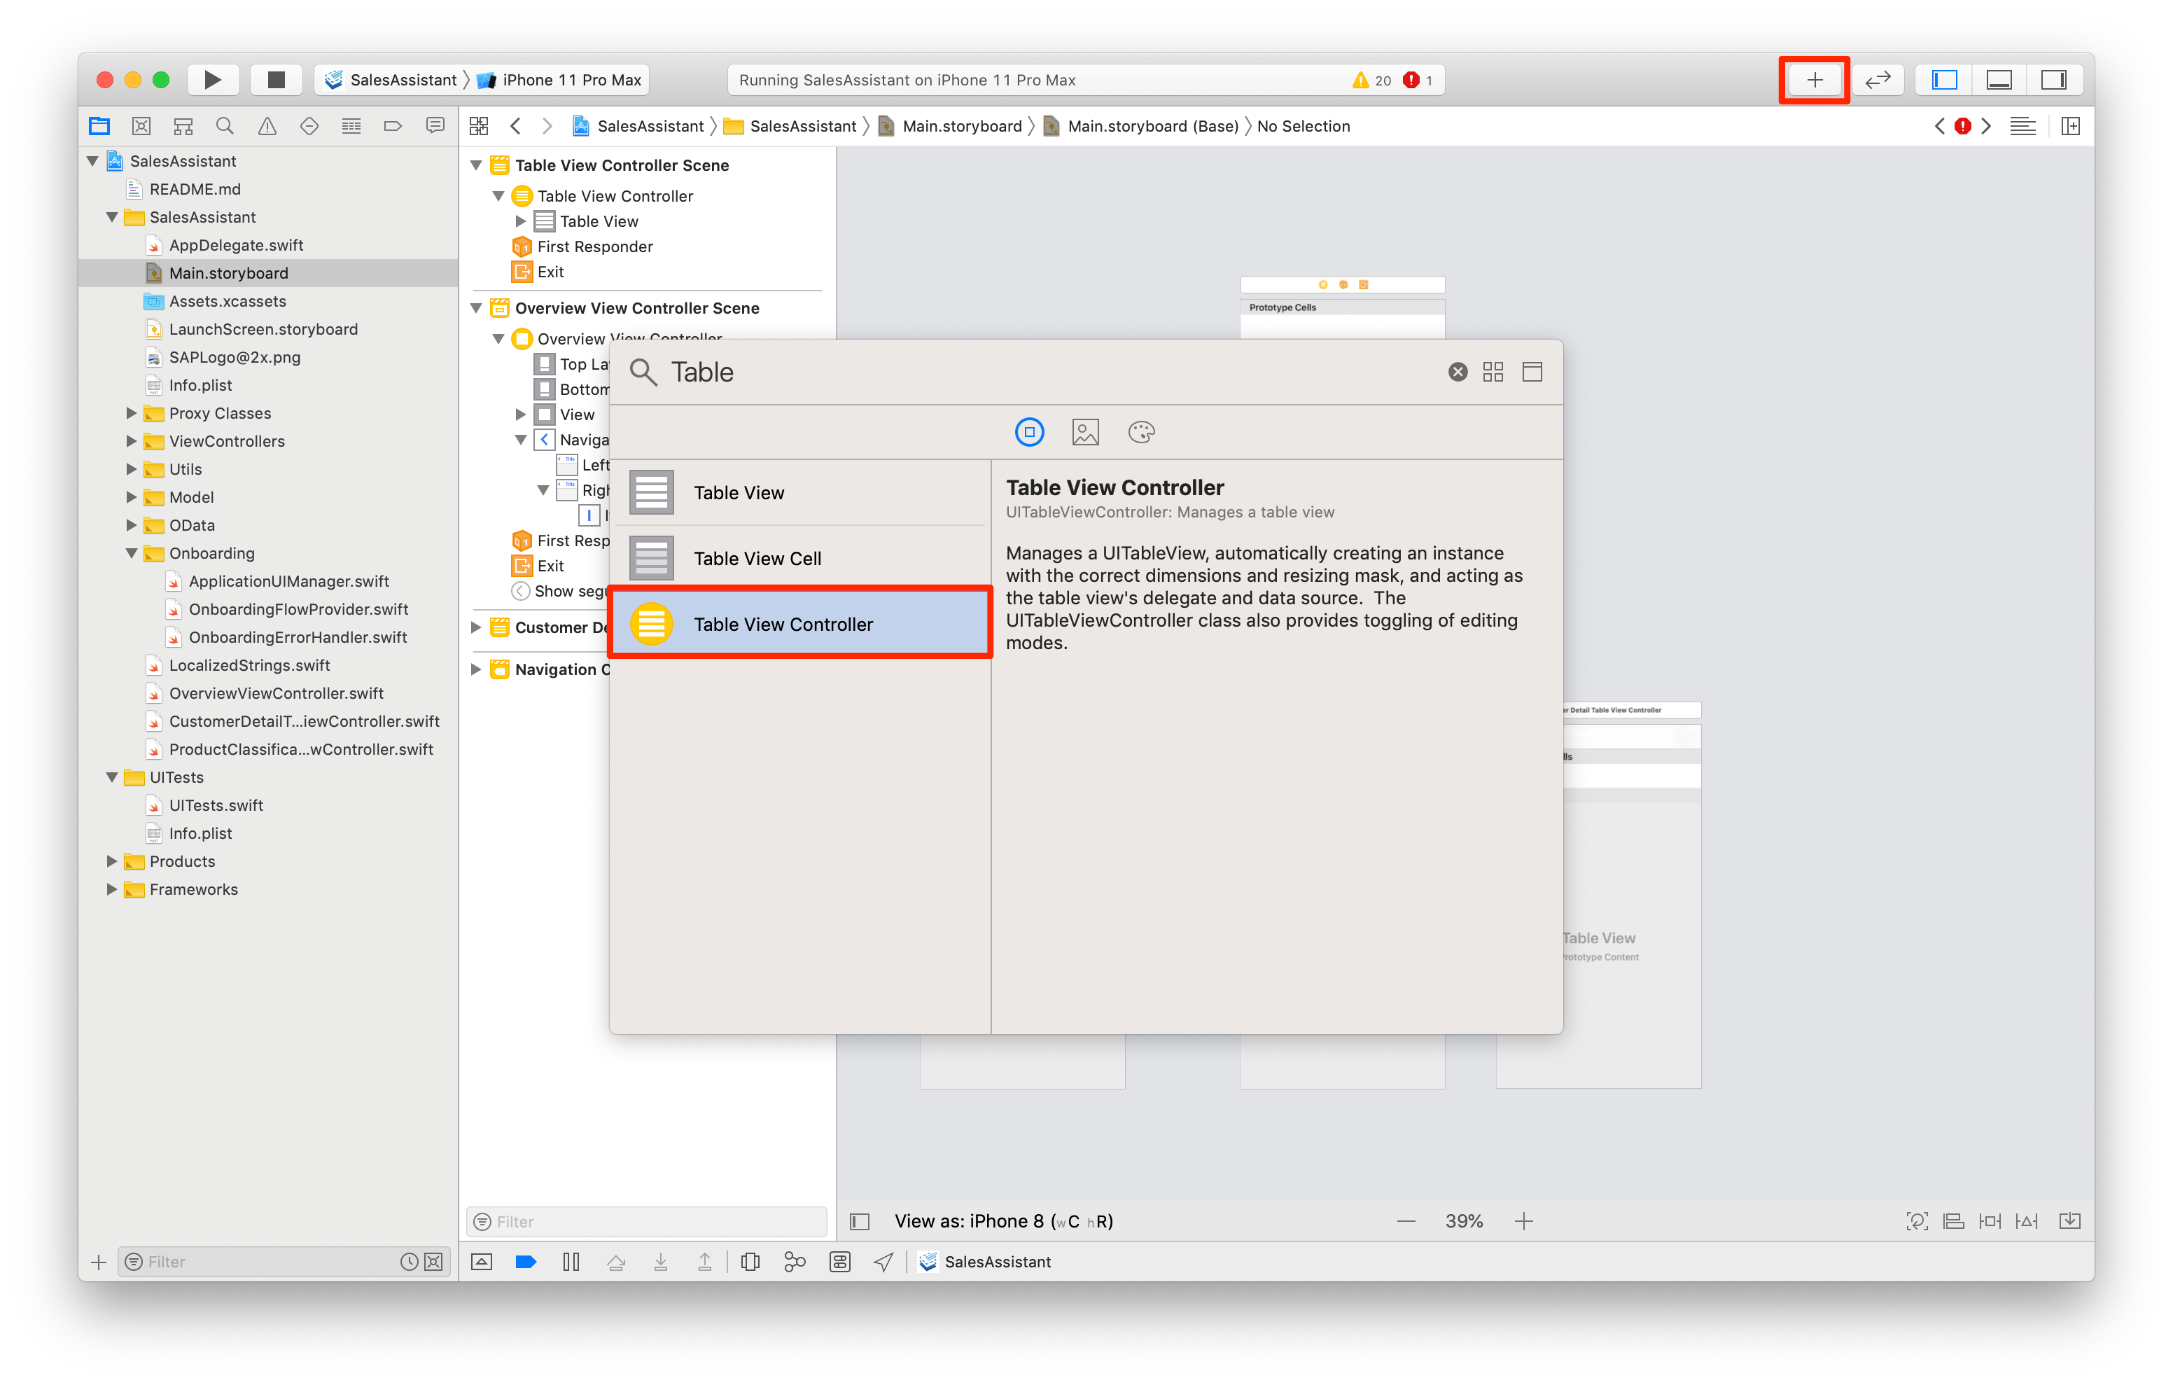 SalesAssistant
iPhone 11 Pro Max
Running SalesAssistant on iPhone 11 Pro Max
20
1
SalesAssistant
SalesAssistant
Main.storyboard
Main.storyboard (Base)
No Selection
SalesAssistant
README.md
SalesAssistant
AppDelegate.swift
Main.storyboard
Assets.xcassets
LaunchScreen.storyboard
SAPLogo@2x.png
Info.plist
Proxy Classes
ViewControllers
Utils
Model
OData
Onboarding
ApplicationUIManager.swift
OnboardingFlowProvider.swift
OnboardingErrorHandler.swift
LocalizedStrings.swift
OverviewViewController.swift
CustomerDetailT...iewController.swift
ProductClassifica...wController.swift
UITests
UITests.swift
Info.plist
Products
Frameworks
Filter
Table View Controller Scene
Table View Controller
Table View
First Responder
Exit
Overview View Controller Scene
Overview View Controller
Top La
Bottom
View
Naviga
Left
Righ
First Resp
Exit
Show segu
Customer De
Navigation C
Filter
Prototype Cells
Table
Table View
Table View Cell
Table View Controller
Table View Controller
UITableViewController: Manages a table view
Manages a UITableView, automatically creating an instance
with the correct dimensions and resizing mask, and acting as
the table view's delegate and data source. The
UITableViewController class also provides toggling of editing
modes.
er Detail Table View Controller
lls
Table View
Prototype Content
View as: iPhone 8 (wC hR)
39%
SalesAssistant